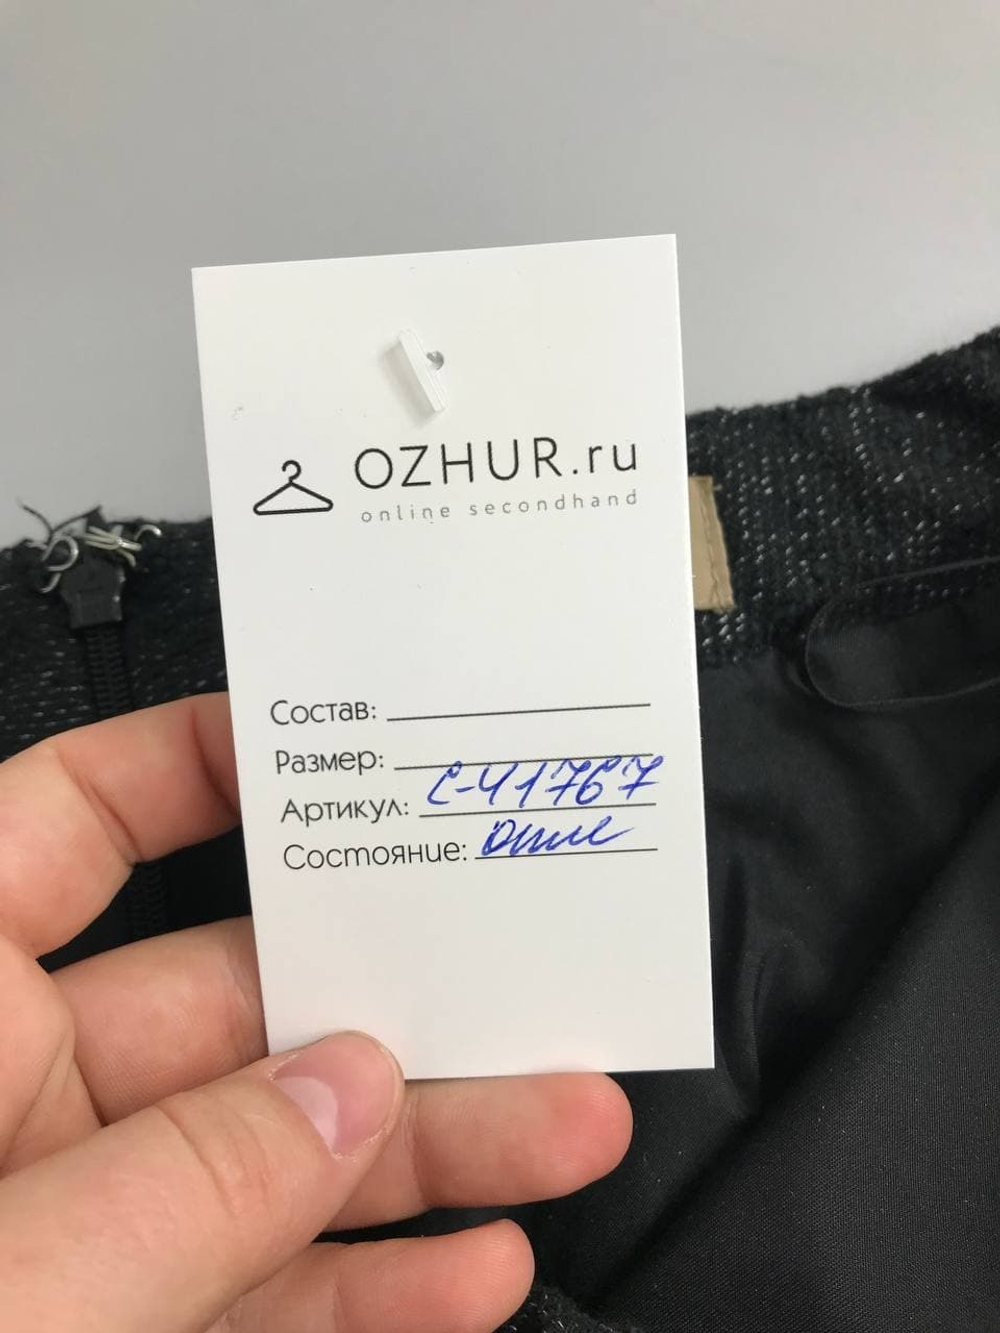 OZHUR.ru
online secondhand
Состав:
Размер:
Артикул: С-41767
Состояние: отл